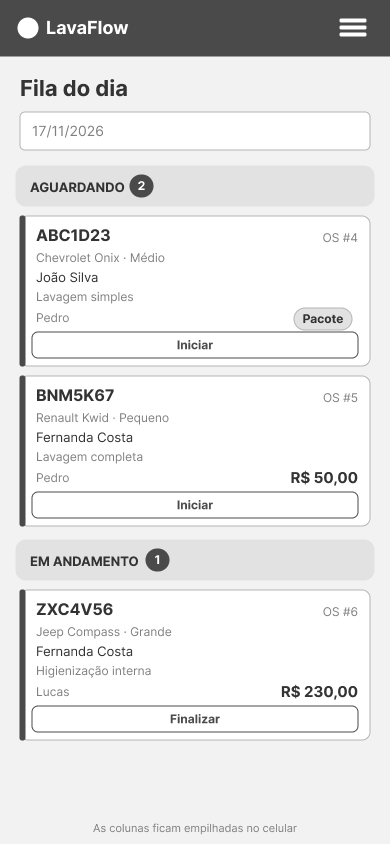 LavaFlow
Fila do dia
17/11/2026
AGUARDANDO 2
ABC1D23 OS #4
Chevrolet Onix · Médio
João Silva
Lavagem simples
Pedro Pacote
Iniciar
BNM5K67 OS #5
Renault Kwid · Pequeno
Fernanda Costa
Lavagem completa
Pedro R$ 50,00
Iniciar
EM ANDAMENTO 1
ZXC4V56 OS #6
Jeep Compass · Grande
Fernanda Costa
Higienização interna
Lucas R$ 230,00
Finalizar
As colunas ficam empilhadas no celular